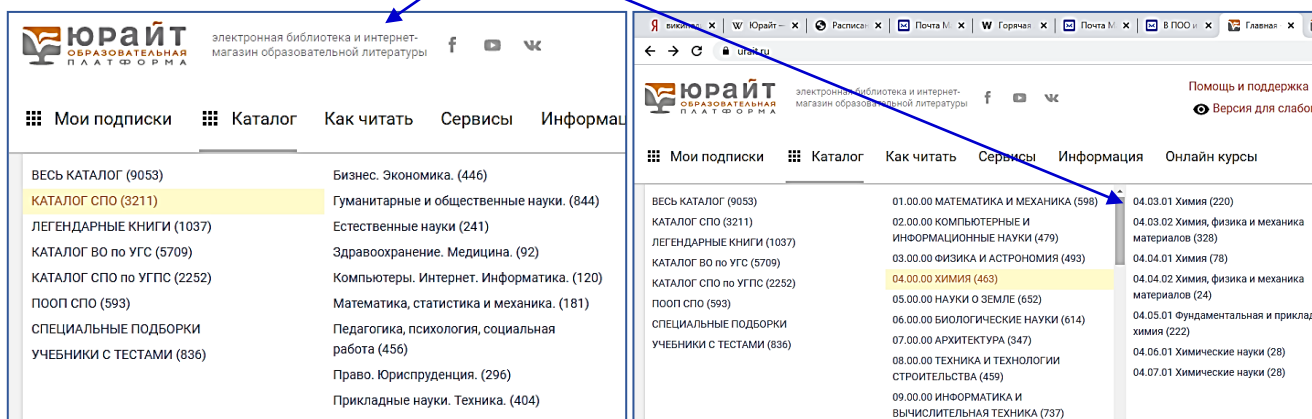 ЮРАЙТ
ОБРАЗОВАТЕЛЬНАЯ
ПЛАТФОРМА
электронная библиотека и интернет-
магазин образовательной литературы
Мои подписки Каталог Как читать Сервисы Информац
ВЕСЬ КАТАЛОГ (9053)
КАТАЛОГ СПО (3211)
ЛЕГЕНДАРНЫЕ КНИГИ (1037)
КАТАЛОГ ВО по УГС (5709)
КАТАЛОГ СПО по УГПС (2252)
ПООП СПО (593)
СПЕЦИАЛЬНЫЕ ПОДБОРКИ
УЧЕБНИКИ С ТЕСТАМИ (836)
Бизнес. Экономика. (446)
Гуманитарные и общественные науки. (844)
Естественные науки (241)
Здравоохранение. Медицина. (92)
Компьютеры. Интернет. Информатика. (120)
Математика, статистика и механика. (181)
Педагогика, психология, социальная
работа (456)
Право. Юриспруденция. (296)
Прикладные науки. Техника. (404)
Юрайт – Расписан Почта М Горячая Почта М В ПОО и Главная
urait.ru
ЮРАЙТ
ОБРАЗОВАТЕЛЬНАЯ
ПЛАТФОРМА
электронная библиотека и интернет-
магазин образовательной литературы
Помощь и поддержка
Версия для слабо
Мои подписки Каталог Как читать Сервисы Информация Онлайн курсы
ВЕСЬ КАТАЛОГ (9053)
КАТАЛОГ СПО (3211)
ЛЕГЕНДАРНЫЕ КНИГИ (1037)
КАТАЛОГ ВО по УГС (5709)
КАТАЛОГ СПО по УГПС (2252)
ПООП СПО (593)
СПЕЦИАЛЬНЫЕ ПОДБОРКИ
УЧЕБНИКИ С ТЕСТАМИ (836)
01.00.00 МАТЕМАТИКА И МЕХАНИКА (598)
02.00.00 КОМПЬЮТЕРНЫЕ И
ИНФОРМАЦИОННЫЕ НАУКИ (479)
03.00.00 ФИЗИКА И АСТРОНОМИЯ (493)
04.00.00 ХИМИЯ (463)
05.00.00 НАУКИ О ЗЕМЛЕ (652)
06.00.00 БИОЛОГИЧЕСКИЕ НАУКИ (614)
07.00.00 АРХИТЕКТУРА (347)
08.00.00 ТЕХНИКА И ТЕХНОЛОГИИ
СТРОИТЕЛЬСТВА (459)
09.00.00 ИНФОРМАТИКА И
ВЫЧИСЛИТЕЛЬНАЯ ТЕХНИКА (737)
04.03.01 Химия (220)
04.03.02 Химия, физика и механика
материалов (328)
04.04.01 Химия (78)
04.04.02 Химия, физика и механика
материалов (24)
04.05.01 Фундаментальная и приклад
химия (222)
04.06.01 Химические науки (28)
04.07.01 Химические науки (28)